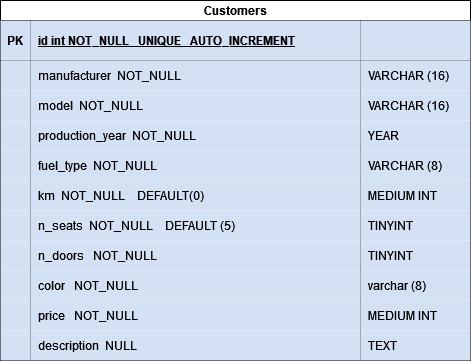 Customers
PK id int NOT_NULL UNIQUE AUTO_INCREMENT
manufacturer NOT_NULL VARCHAR (16)
model NOT_NULL VARCHAR (16)
production_year NOT_NULL YEAR
fuel_type NOT_NULL VARCHAR (8)
km NOT_NULL DEFAULT(0) MEDIUM INT
n_seats NOT_NULL DEFAULT (5) TINYINT
n_doors NOT_NULL TINYINT
color NOT_NULL varchar (8)
price NOT_NULL MEDIUM INT
description NULL TEXT